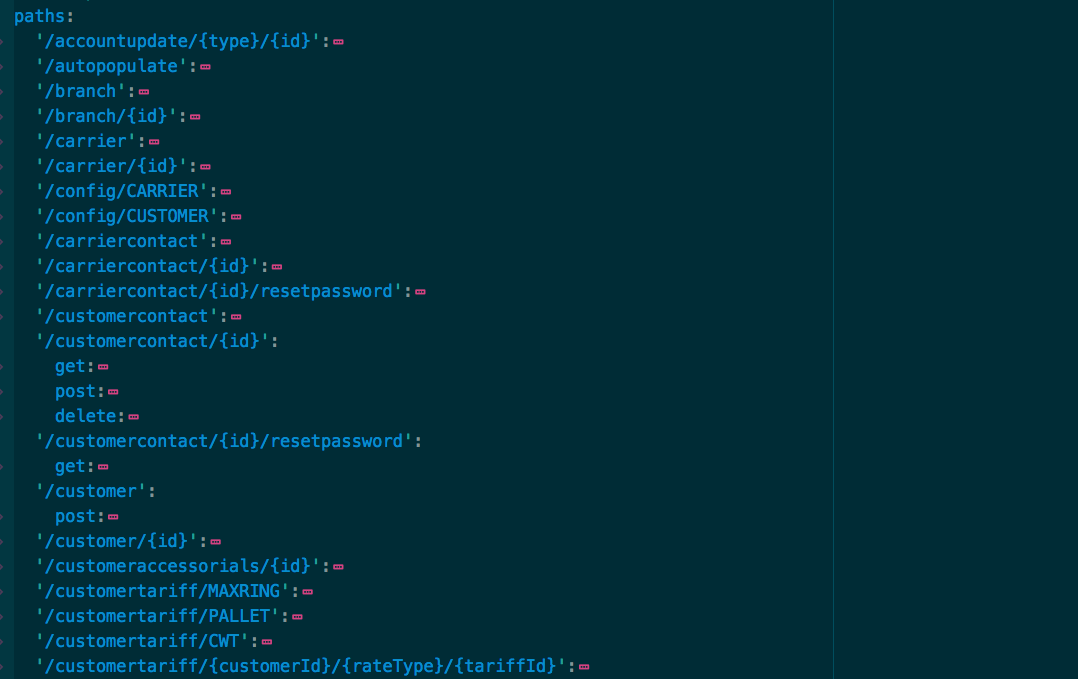 paths:
'/accountupdate/{type}/{id}':
'/autopopulate':
'/branch':
'/branch/{id}':
'/carrier':
'/carrier/{id}':
'/config/CARRIER':
'/config/CUSTOMER':
'/carriercontact':
'/carriercontact/{id}':
'/carriercontact/{id}/resetpassword':
'/customercontact':
'/customercontact/{id}':
get:
post:
delete:
'/customercontact/{id}/resetpassword':
get:
'/customer':
post:
'/customer/{id}':
'/customeraccessorials/{id}':
'/customertariff/MAXRING':
'/customertariff/PALLET':
'/customertariff/CWT':
'/customertariff/{customerId}/{rateType}/{tariffId}':